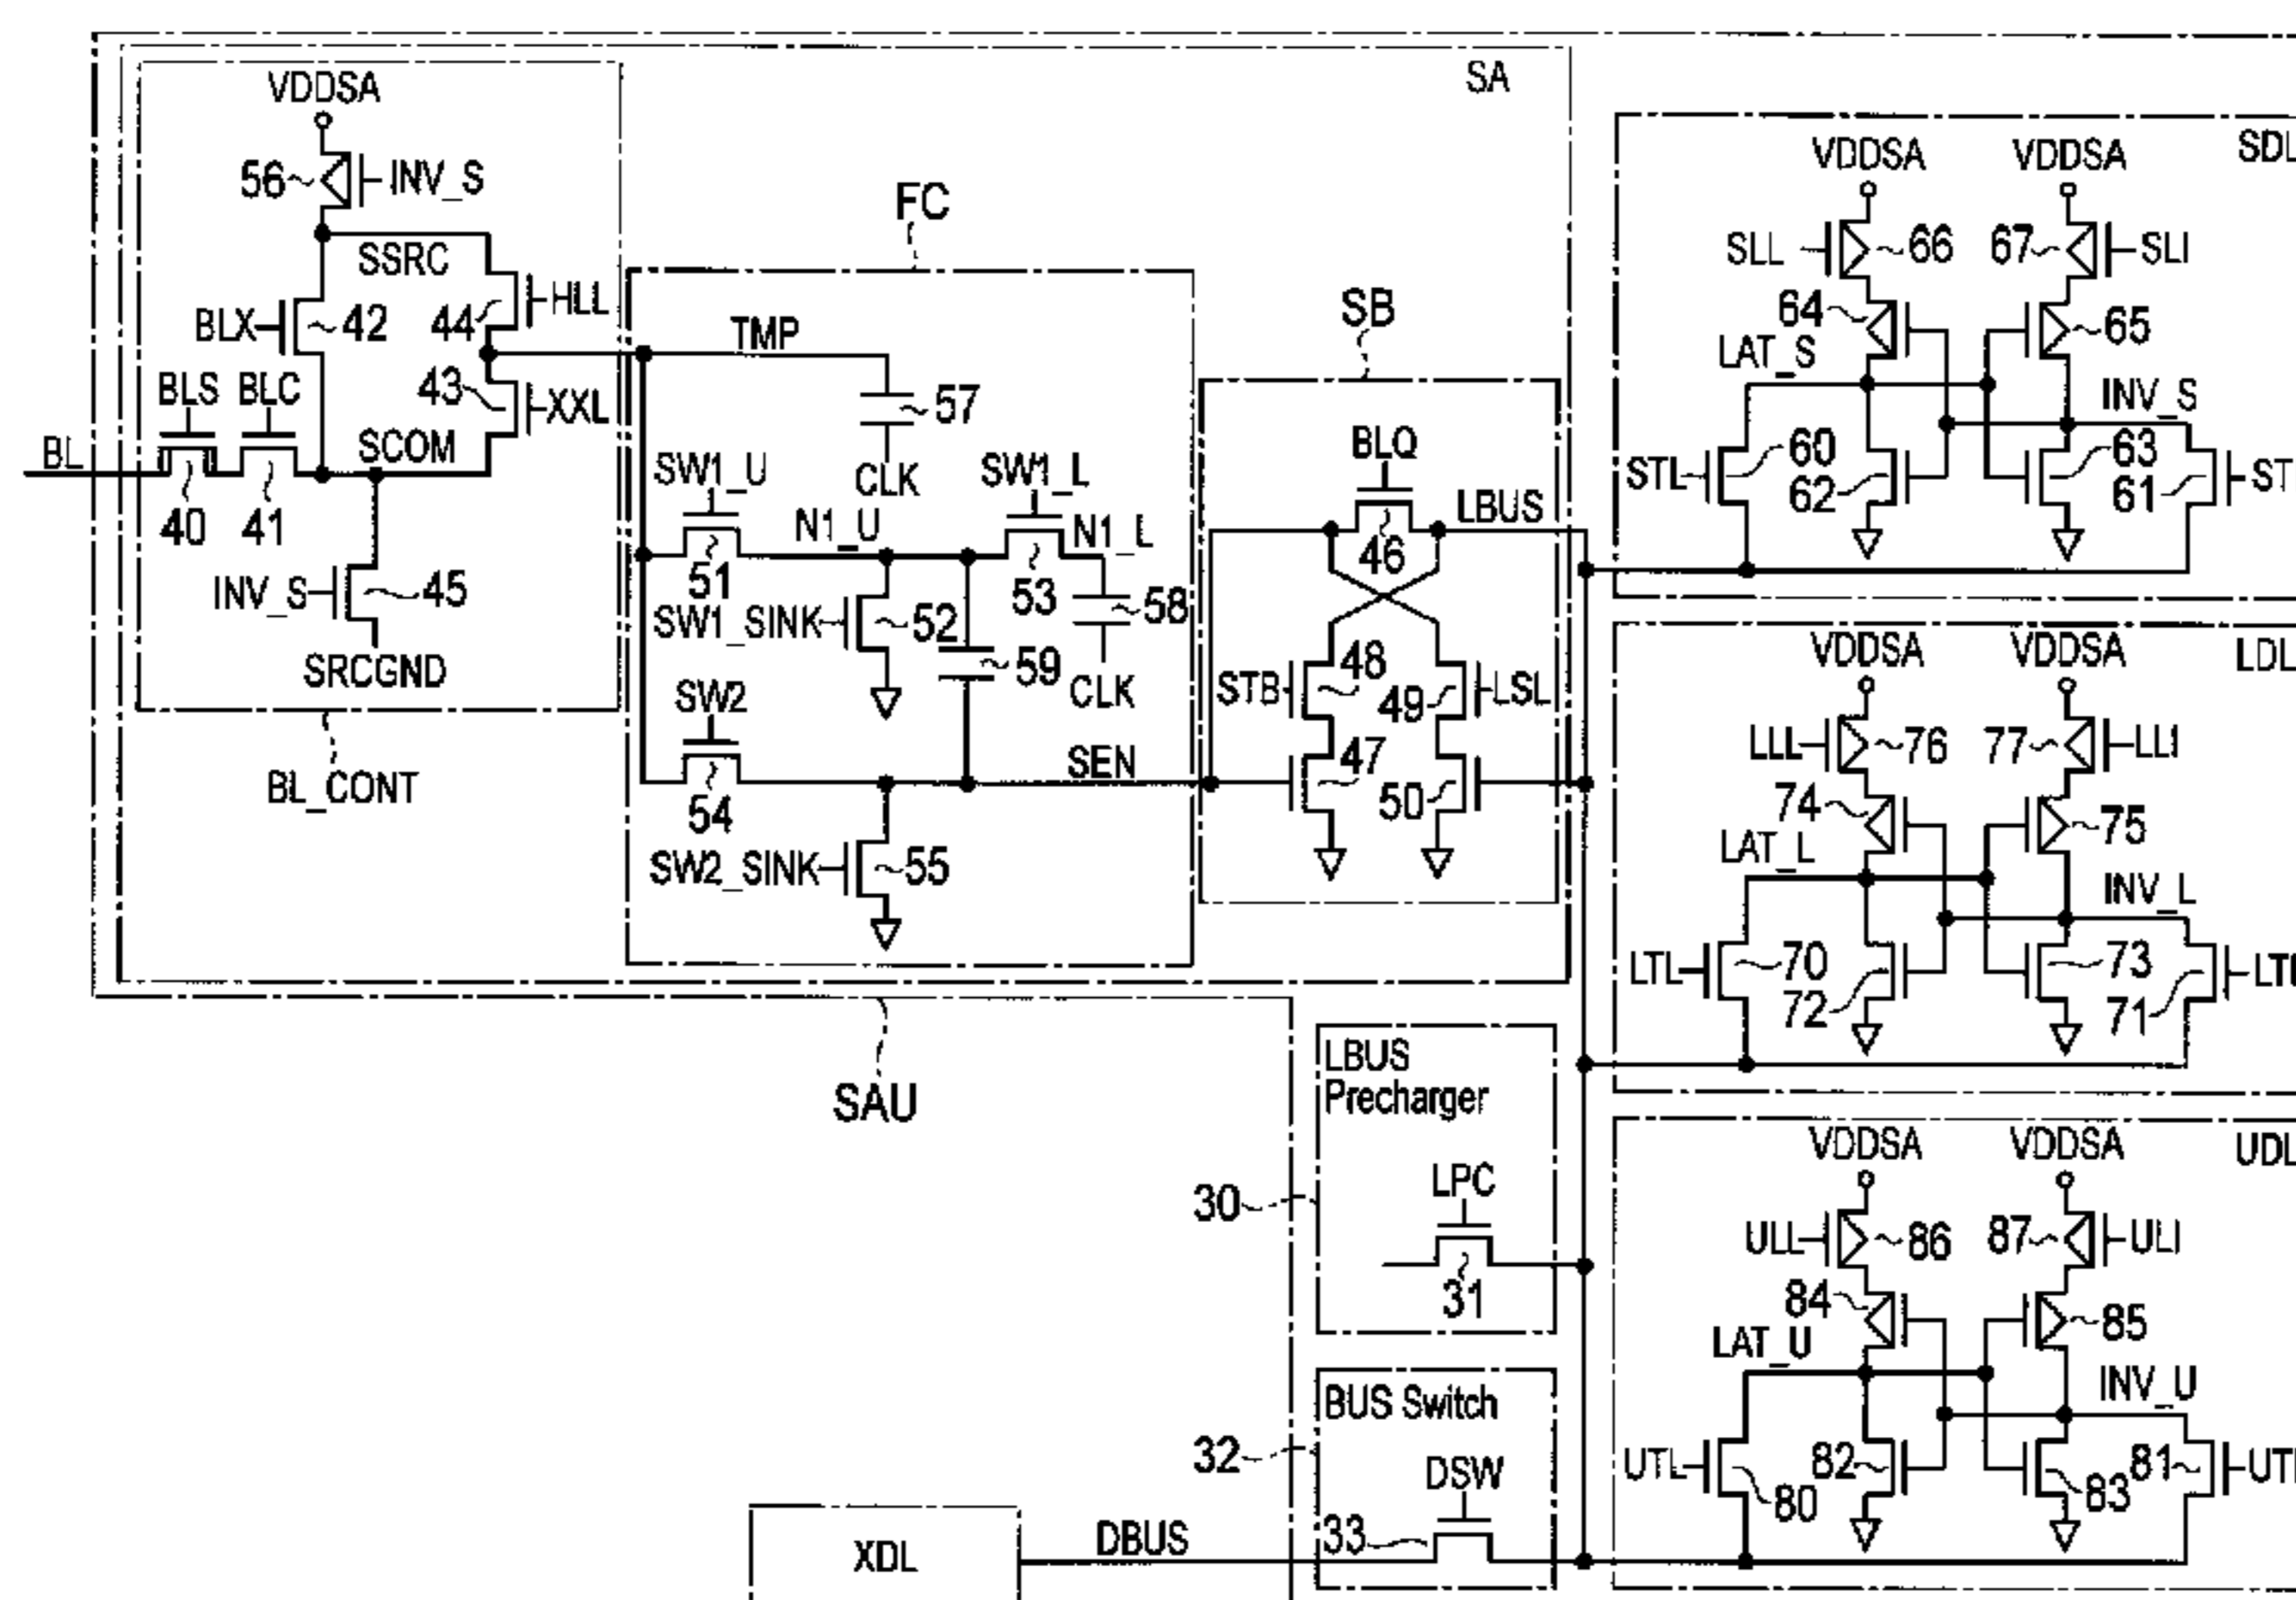 SA
VDDSA
56
INV_S
SSRC
BLX
42
44
HLL
43
XXL
BLS
BLC
SCOM
BL
40
41
INV_S
45
SRCGND
BL_CONT
FC
TMP
57
CLK
SW1_U
N1_U
SW1_L
N1_L
51
53
58
SW1_SINK
52
59
CLK
SW2
54
SEN
SW2_SINK
55
SB
BLQ
LBUS
46
48
STB
49
LSL
47
50
SAU
LBUS
Precharger
30
LPC
31
BUS Switch
32
DSW
33
XDL
DBUS
SDL
VDDSA
VDDSA
SLL
66
67
SLI
64
65
LAT_S
INV_S
STL
60
62
63
61
ST
LDL
VDDSA
VDDSA
LLL
76
77
LLI
74
75
LAT_L
INV_L
LTL
70
72
73
71
LT
UDL
VDDSA
VDDSA
ULL
86
87
ULI
84
85
LAT_U
INV_U
UTL
80
82
83
81
UT